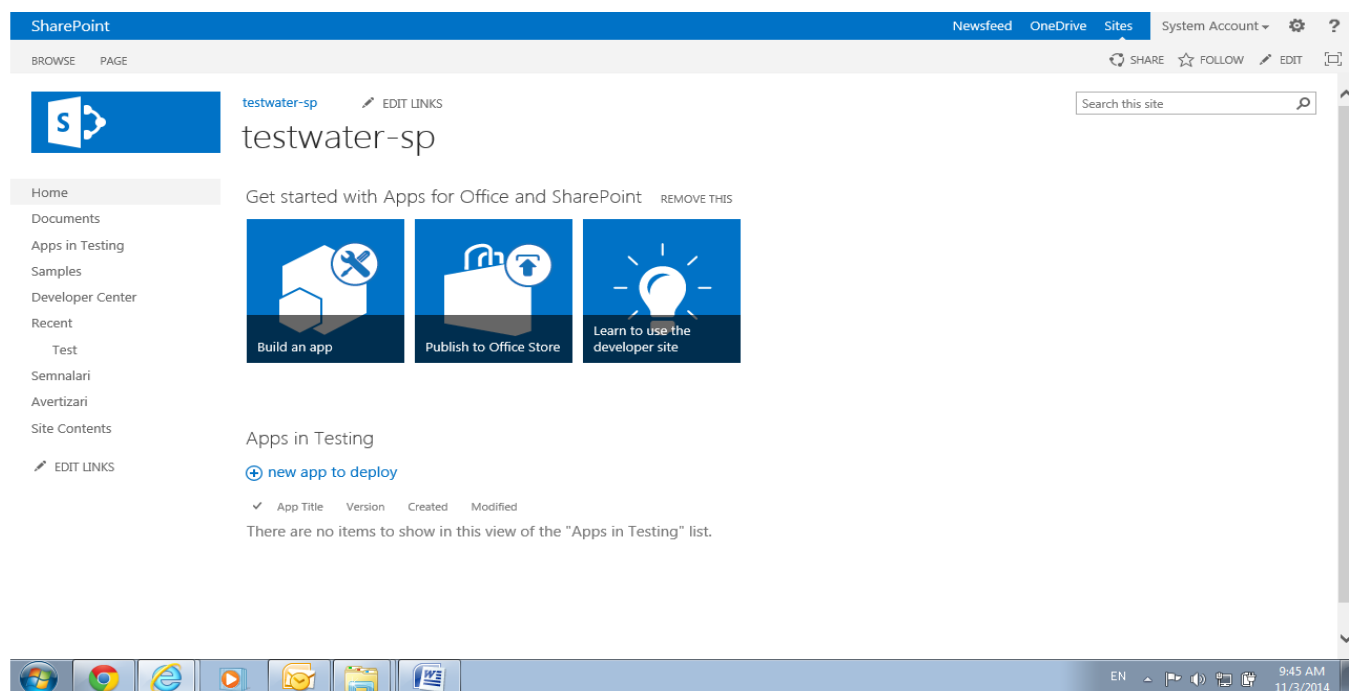 SharePoint
Newsfeed OneDrive Sites System Account ?
BROWSE PAGE
SHARE FOLLOW EDIT
S
testwater-sp EDIT LINKS
Search this site
testwater-sp
Home
Documents
Apps in Testing
Samples
Developer Center
Recent
Test
Semnalari
Avertizari
Site Contents
EDIT LINKS
Get started with Apps for Office and SharePoint REMOVE THIS
Build an app
Publish to Office Store
Learn to use the
developer site
Apps in Testing
new app to deploy
App Title Version Created Modified
There are no items to show in this view of the "Apps in Testing" list.
W
EN
9:45 AM
11/3/2014